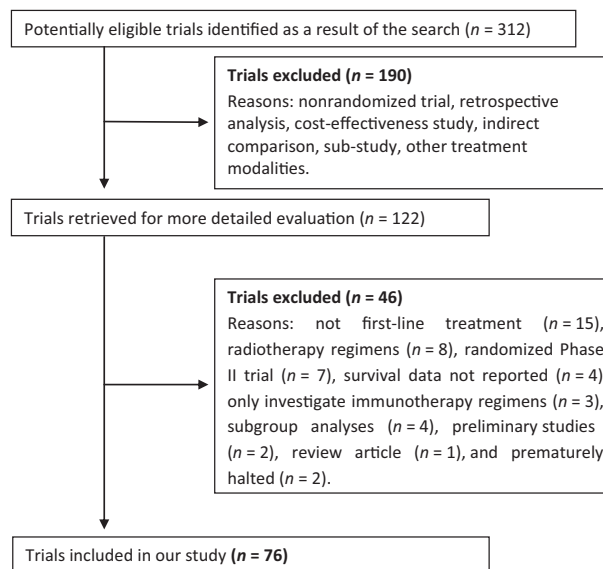 Potentially eligible trials identified as a result of the search (n = 312)
Trials excluded (n = 190)
Reasons: nonrandomized trial, retrospective
analysis, cost-effectiveness study, indirect
comparison, sub-study, other treatment
modalities.
Trials retrieved for more detailed evaluation (n = 122)
Trials excluded (n = 46)
Reasons: not first-line treatment (n = 15),
radiotherapy regimens (n = 8), randomized Phase
II trial (n = 7), survival data not reported (n = 4)
only investigate immunotherapy regimens (n = 3),
subgroup analyses (n = 4), preliminary studies
(n = 2), review article (n = 1), and prematurely
halted (n = 2).
Trials included in our study (n = 76)